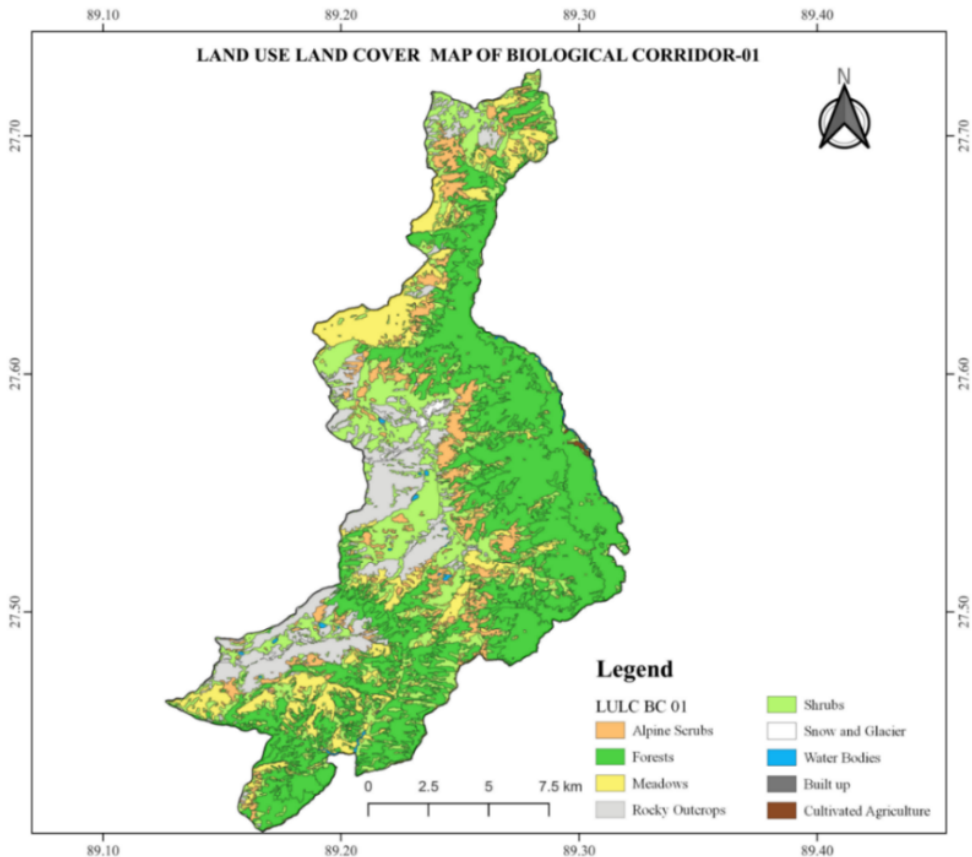 89.10 89.20 89.30 89.40
LAND USE LAND COVER MAP OF BIOLOGICAL CORRIDOR-01
N
27.70 27.70
27.60 27.60
27.50 27.50
Legend
LULC BC 01
Alpine Scrubs
Forests
Meadows
Rocky Outcrops
Shrubs
Snow and Glacier
Water Bodies
Built up
Cultivated Agriculture
0 2.5 5 7.5 km
89.10 89.20 89.30 89.40